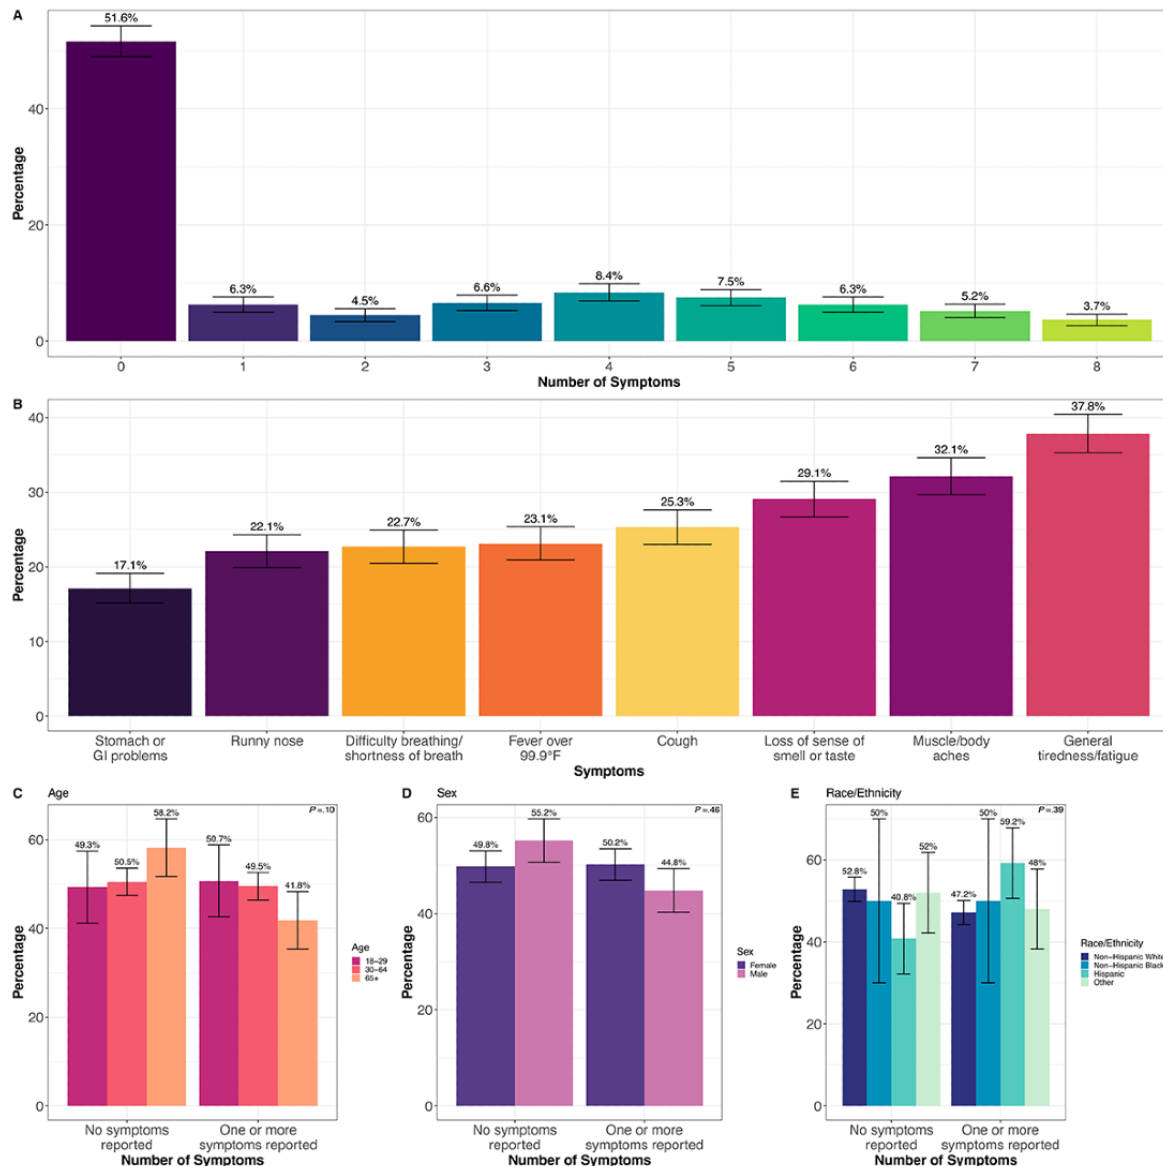 A
51.6%
6.3%
4.5%
6.6%
8.4%
7.5%
6.3%
5.2%
3.7%
Percentage
40
20
0
0 1 2 3 4 5 6 7 8
Number of Symptoms
B
17.1%
22.1%
22.7%
23.1%
25.3%
29.1%
32.1%
37.8%
Percentage
40
30
20
10
0
Stomach or
GI problems
Runny nose
Difficulty breathing/
shortness of breath
Fever over
99.9°F
Cough
Loss of sense of
smell or taste
Muscle/body
aches
General
tiredness/fatigue
Symptoms
C
Age
P=.10
49.3%
50.5%
58.2%
50.7%
49.5%
41.8%
Percentage
60
40
20
0
No symptoms
reported
One or more
symptoms reported
Number of Symptoms
Age
18-29
30-64
65+
D
Sex
P=.46
49.8%
55.2%
50.2%
44.8%
Percentage
60
40
20
0
No symptoms
reported
One or more
symptoms reported
Number of Symptoms
Sex
Female
Male
E
Race/Ethnicity
P=.39
52.8%
50%
40.8%
52%
47.2%
50%
59.2%
48%
Percentage
60
40
20
0
No symptoms
reported
One or more
symptoms reported
Number of Symptoms
Race/Ethnicity
Non-Hispanic White
Non-Hispanic Black
Hispanic
Other